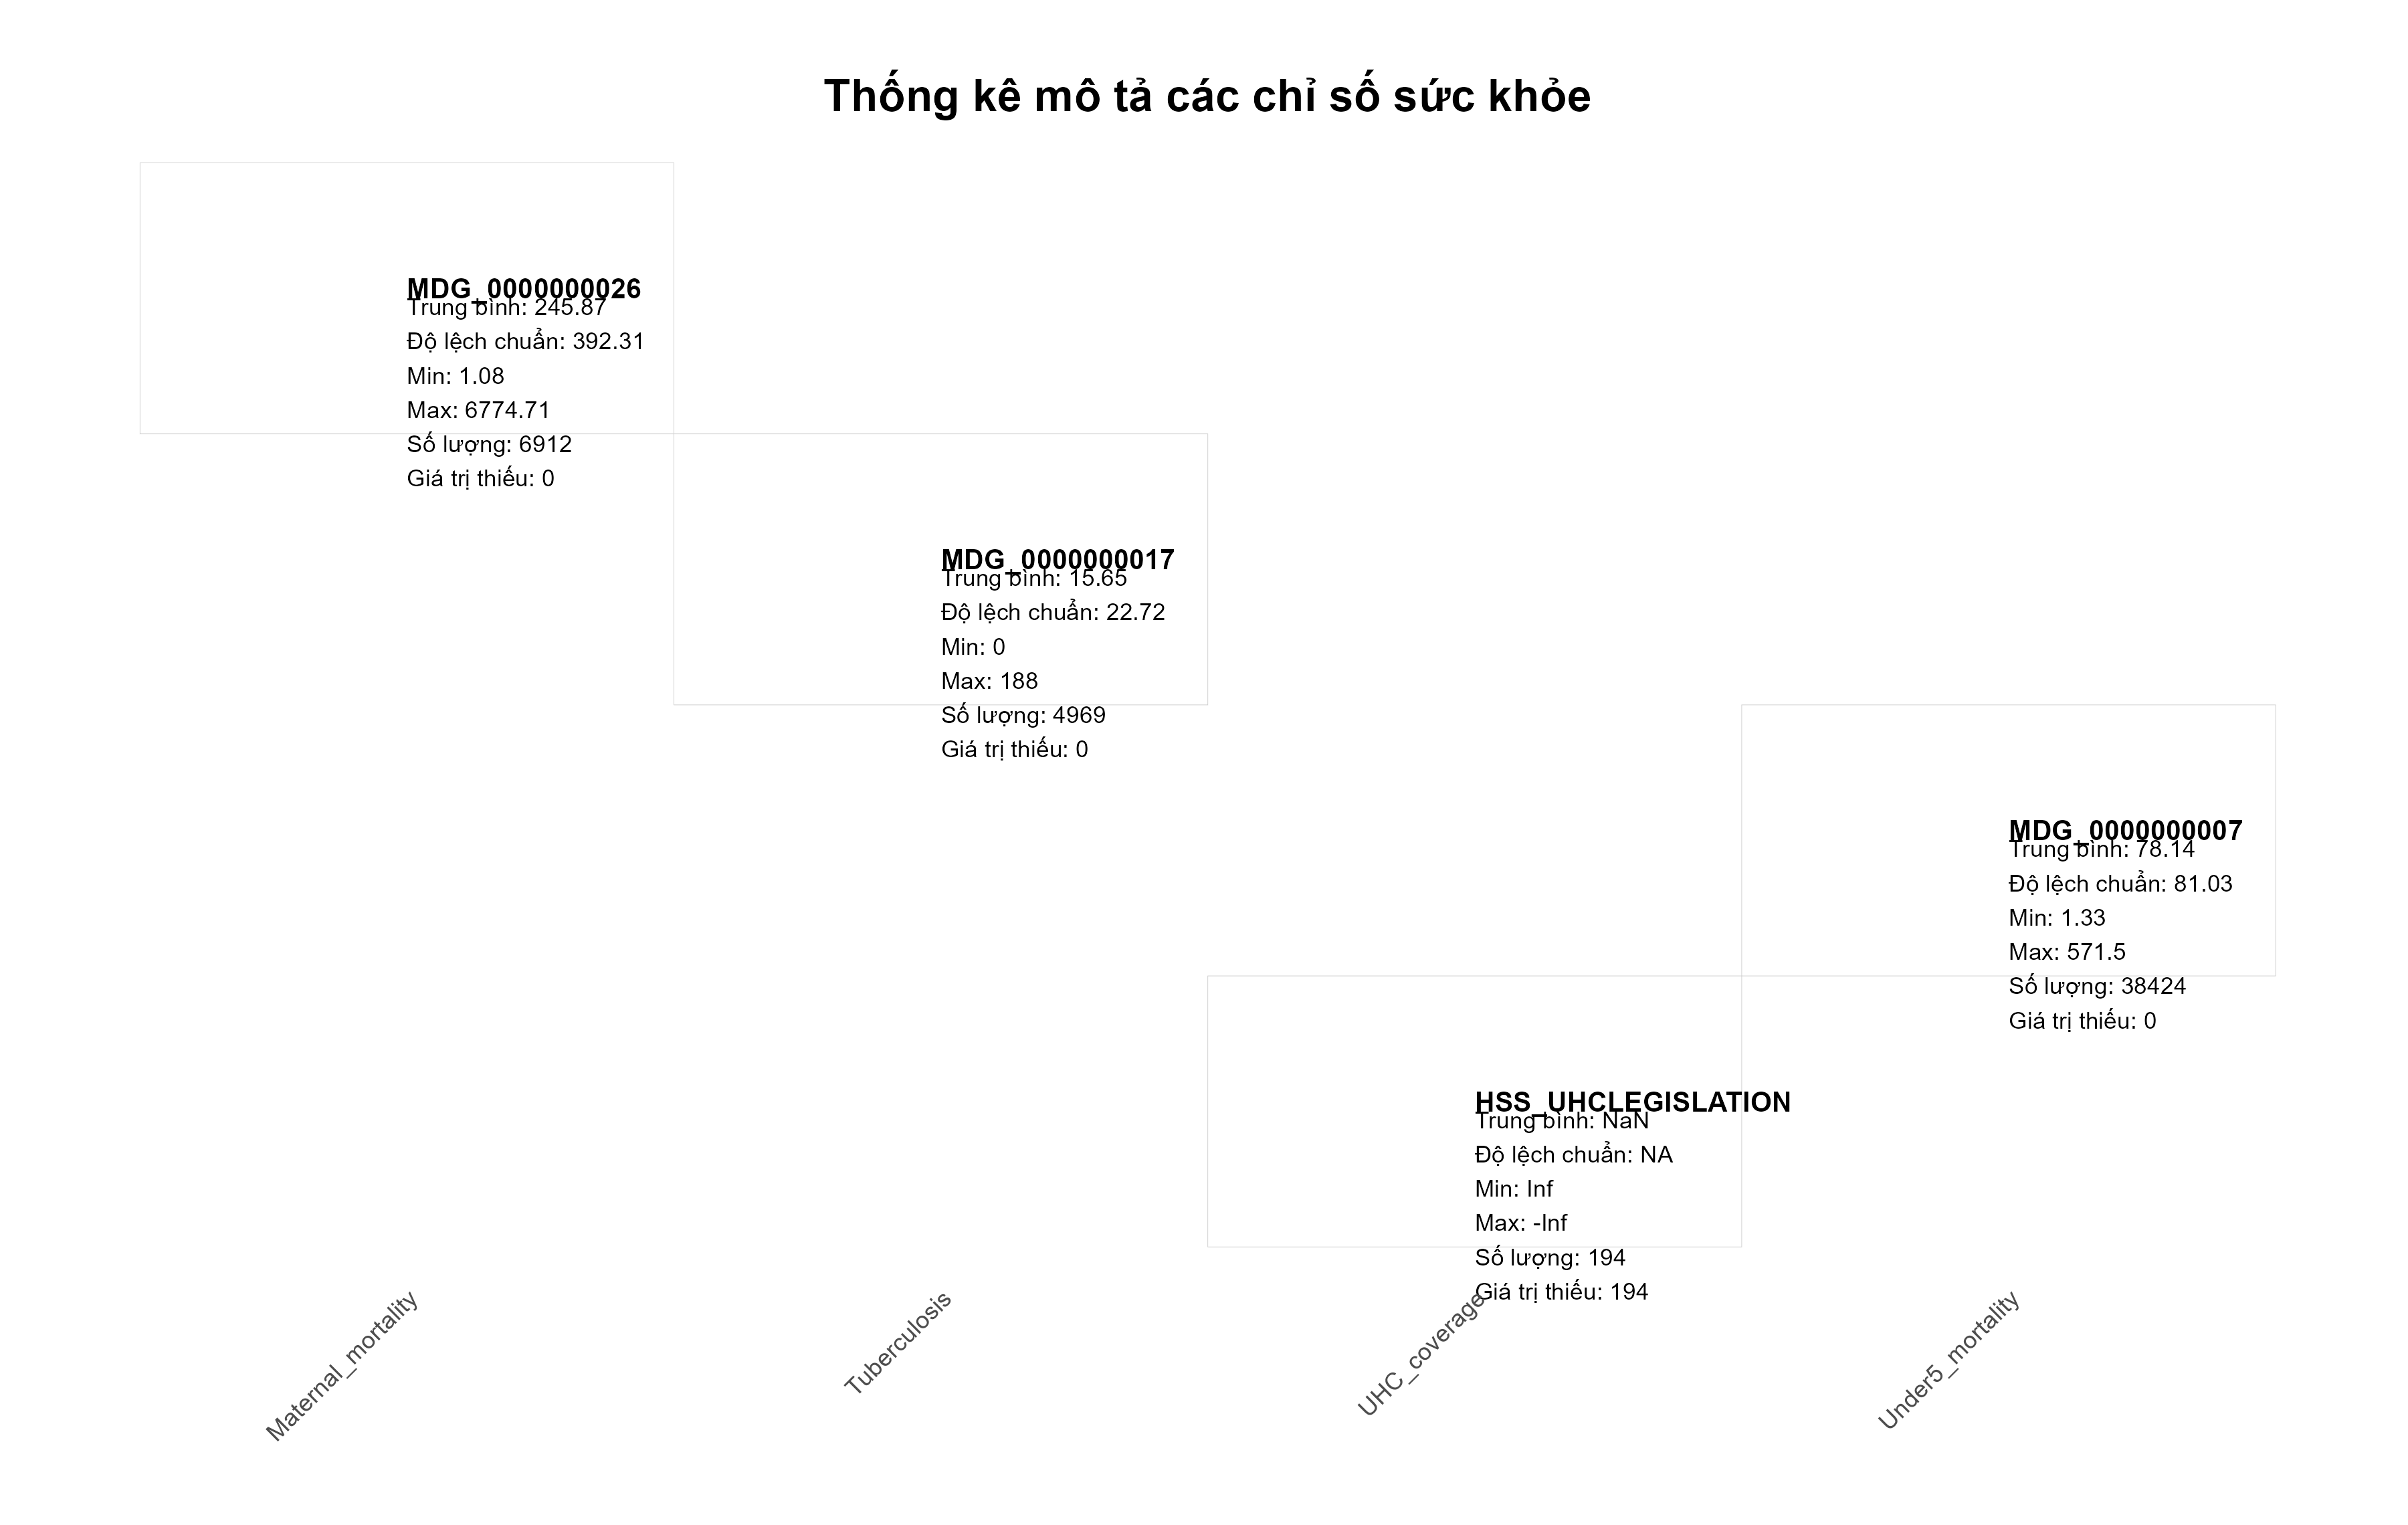 Thống kê mô tả các chỉ số sức khỏe
MDG_0000000026
Trung bình: 245.87
Độ lệch chuẩn: 392.31
Min: 1.08
Max: 6774.71
Số lượng: 6912
Giá trị thiếu: 0
MDG_0000000017
Trung bình: 15.65
Độ lệch chuẩn: 22.72
Min: 0
Max: 188
Số lượng: 4969
Giá trị thiếu: 0
MDG_0000000007
Trung bình: 78.14
Độ lệch chuẩn: 81.03
Min: 1.33
Max: 571.5
Số lượng: 38424
Giá trị thiếu: 0
HSS_UHCLEGISLATION
Trung bình: NaN
Độ lệch chuẩn: NA
Min: Inf
Max: -Inf
Số lượng: 194
Giá trị thiếu: 194
Maternal_mortality
Tuberculosis
UHC_coverage
Under5_mortality